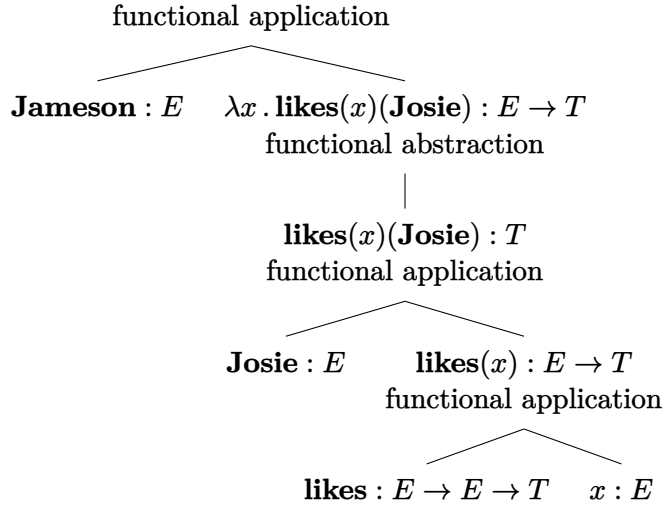 functional application
Jameson : E λx . likes(x)(Josie) : E → T
functional abstraction
likes(x)(Josie) : T
functional application
Josie : E likes(x) : E → T
functional application
likes : E → E → T x : E